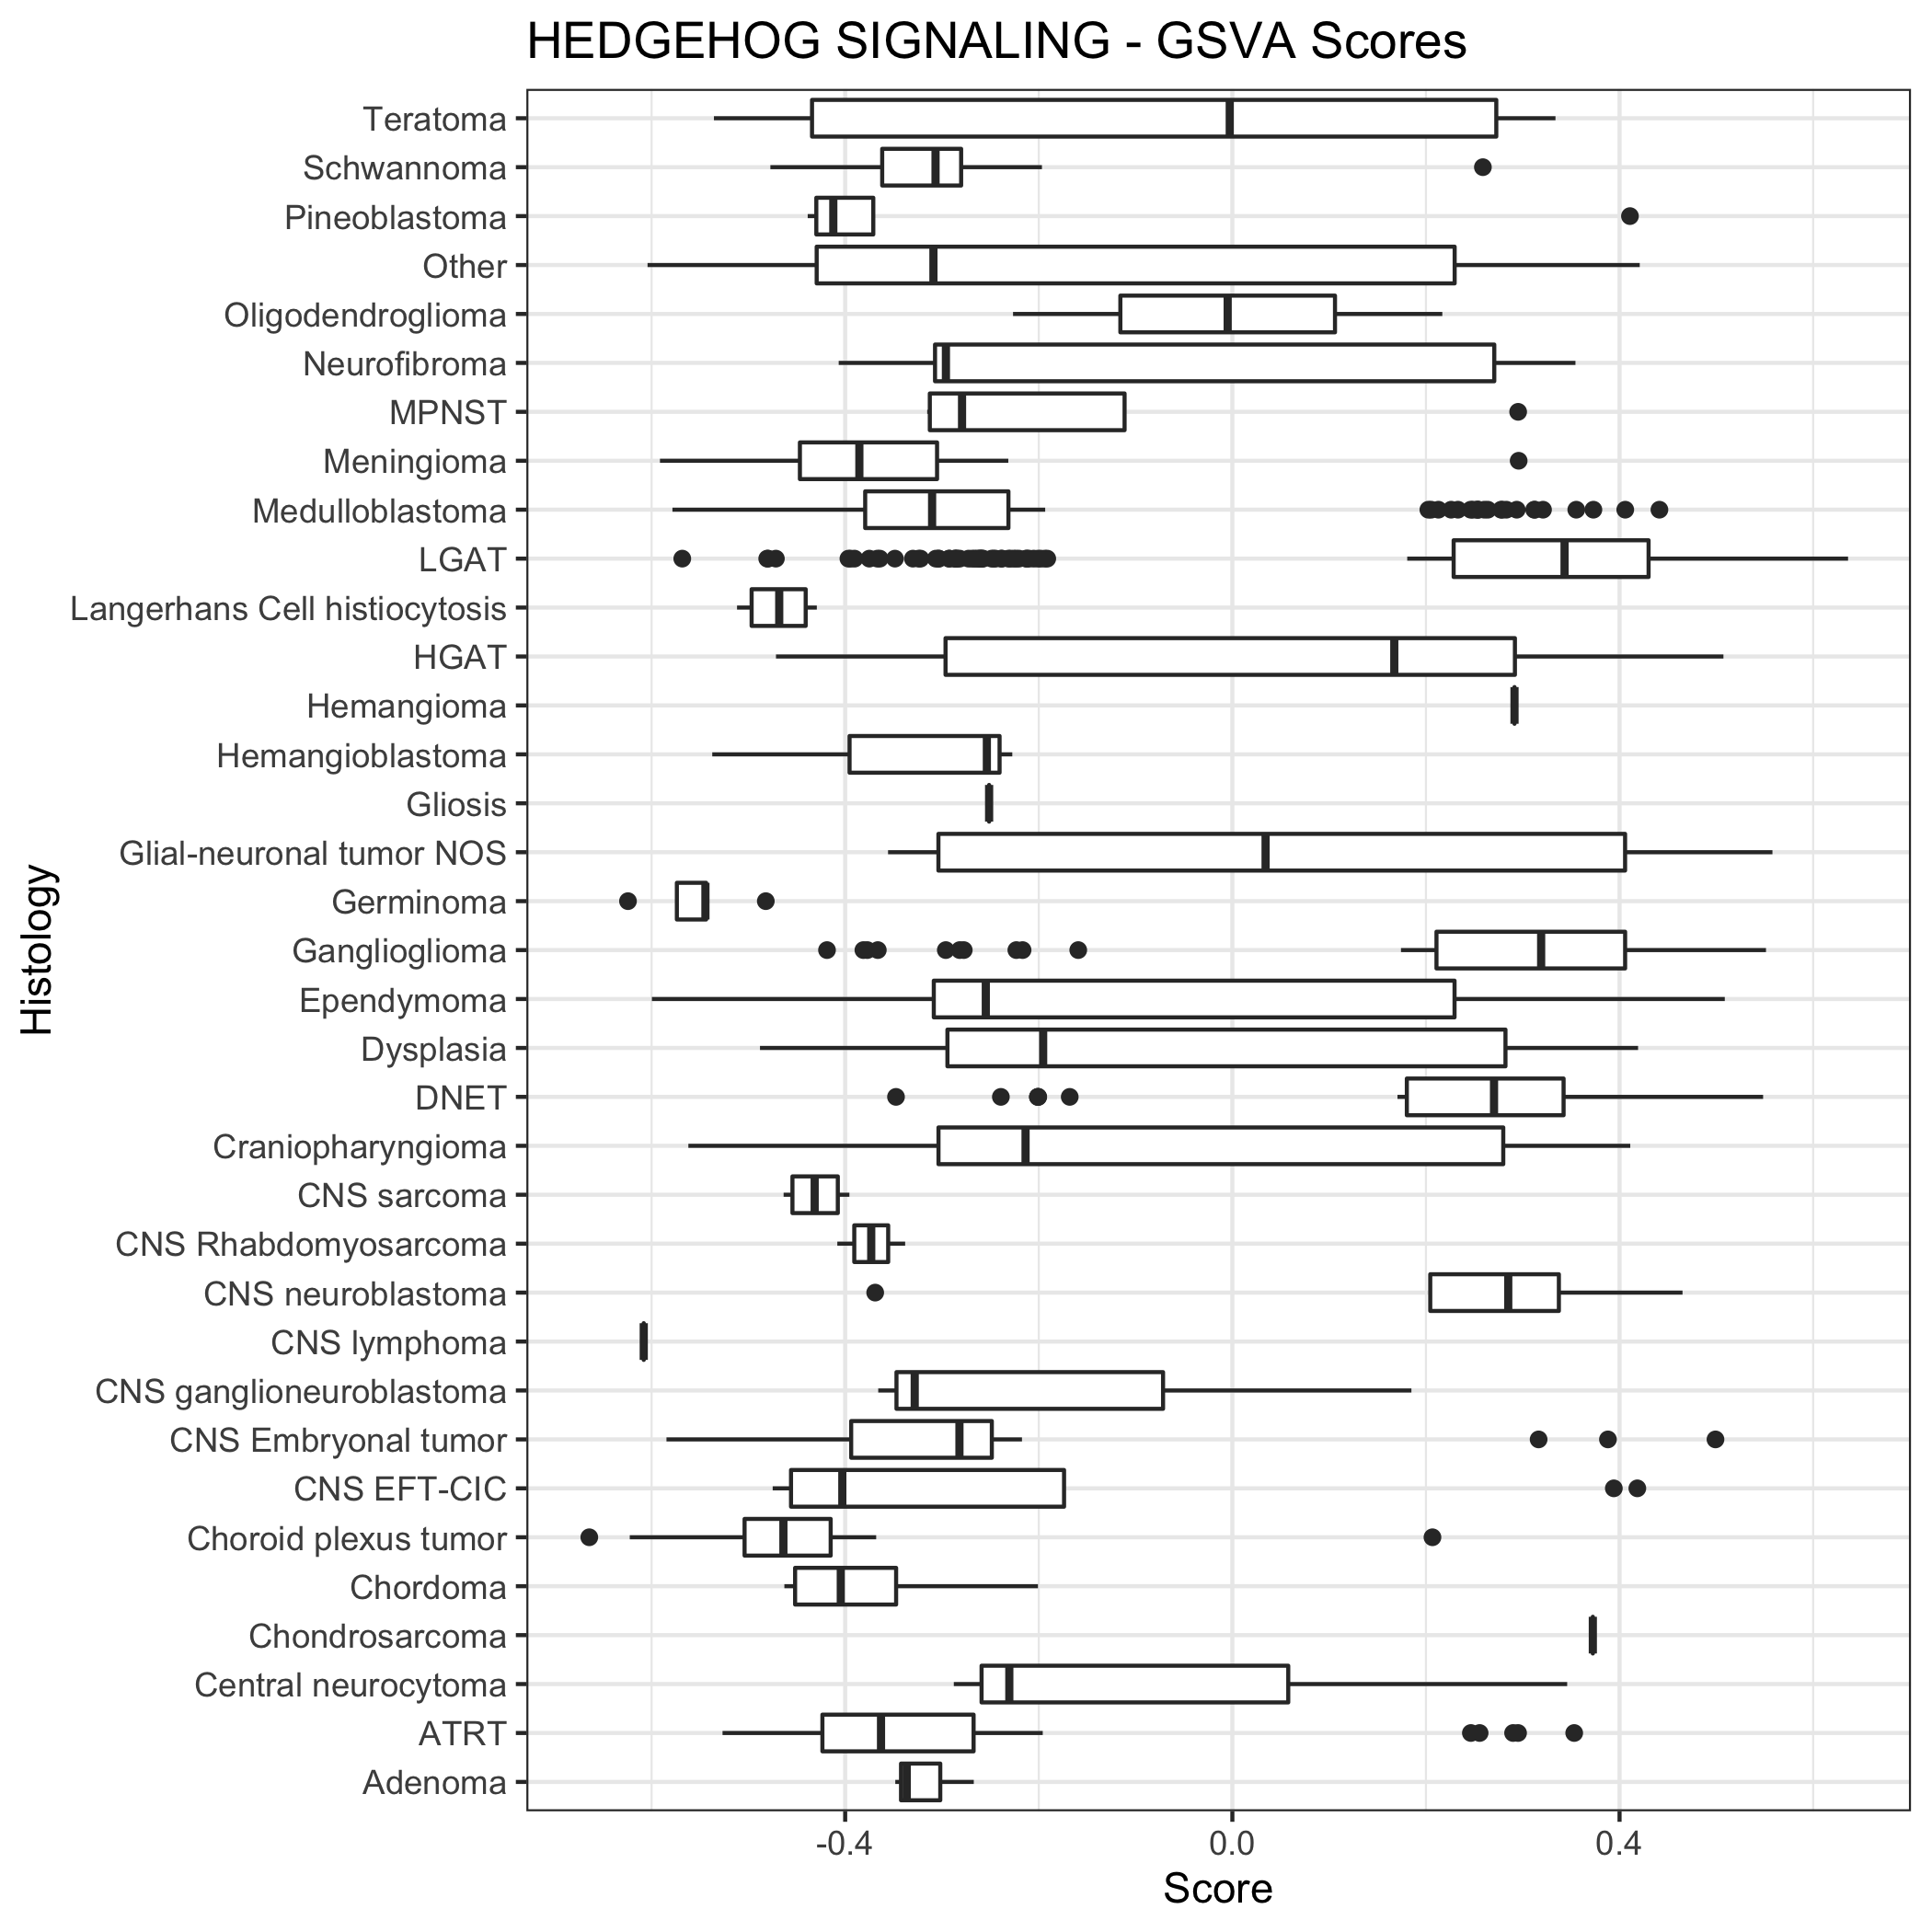 HEDGEHOG SIGNALING - GSVA Scores
Teratoma
Schwannoma
Pineoblastoma
Other
Oligodendroglioma
Neurofibroma
MPNST
Meningioma
Medulloblastoma
LGAT
Langerhans Cell histiocytosis
HGAT
Hemangioma
Hemangioblastoma
Gliosis
Glial-neuronal tumor NOS
Germinoma
Ganglioglioma
Ependymoma
Dysplasia
DNET
Craniopharyngioma
CNS sarcoma
CNS Rhabdomyosarcoma
CNS neuroblastoma
CNS lymphoma
CNS ganglioneuroblastoma
CNS Embryonal tumor
CNS EFT-CIC
Choroid plexus tumor
Chordoma
Chondrosarcoma
Central neurocytoma
ATRT
Adenoma
Histology
-0.4 0.0 0.4
Score